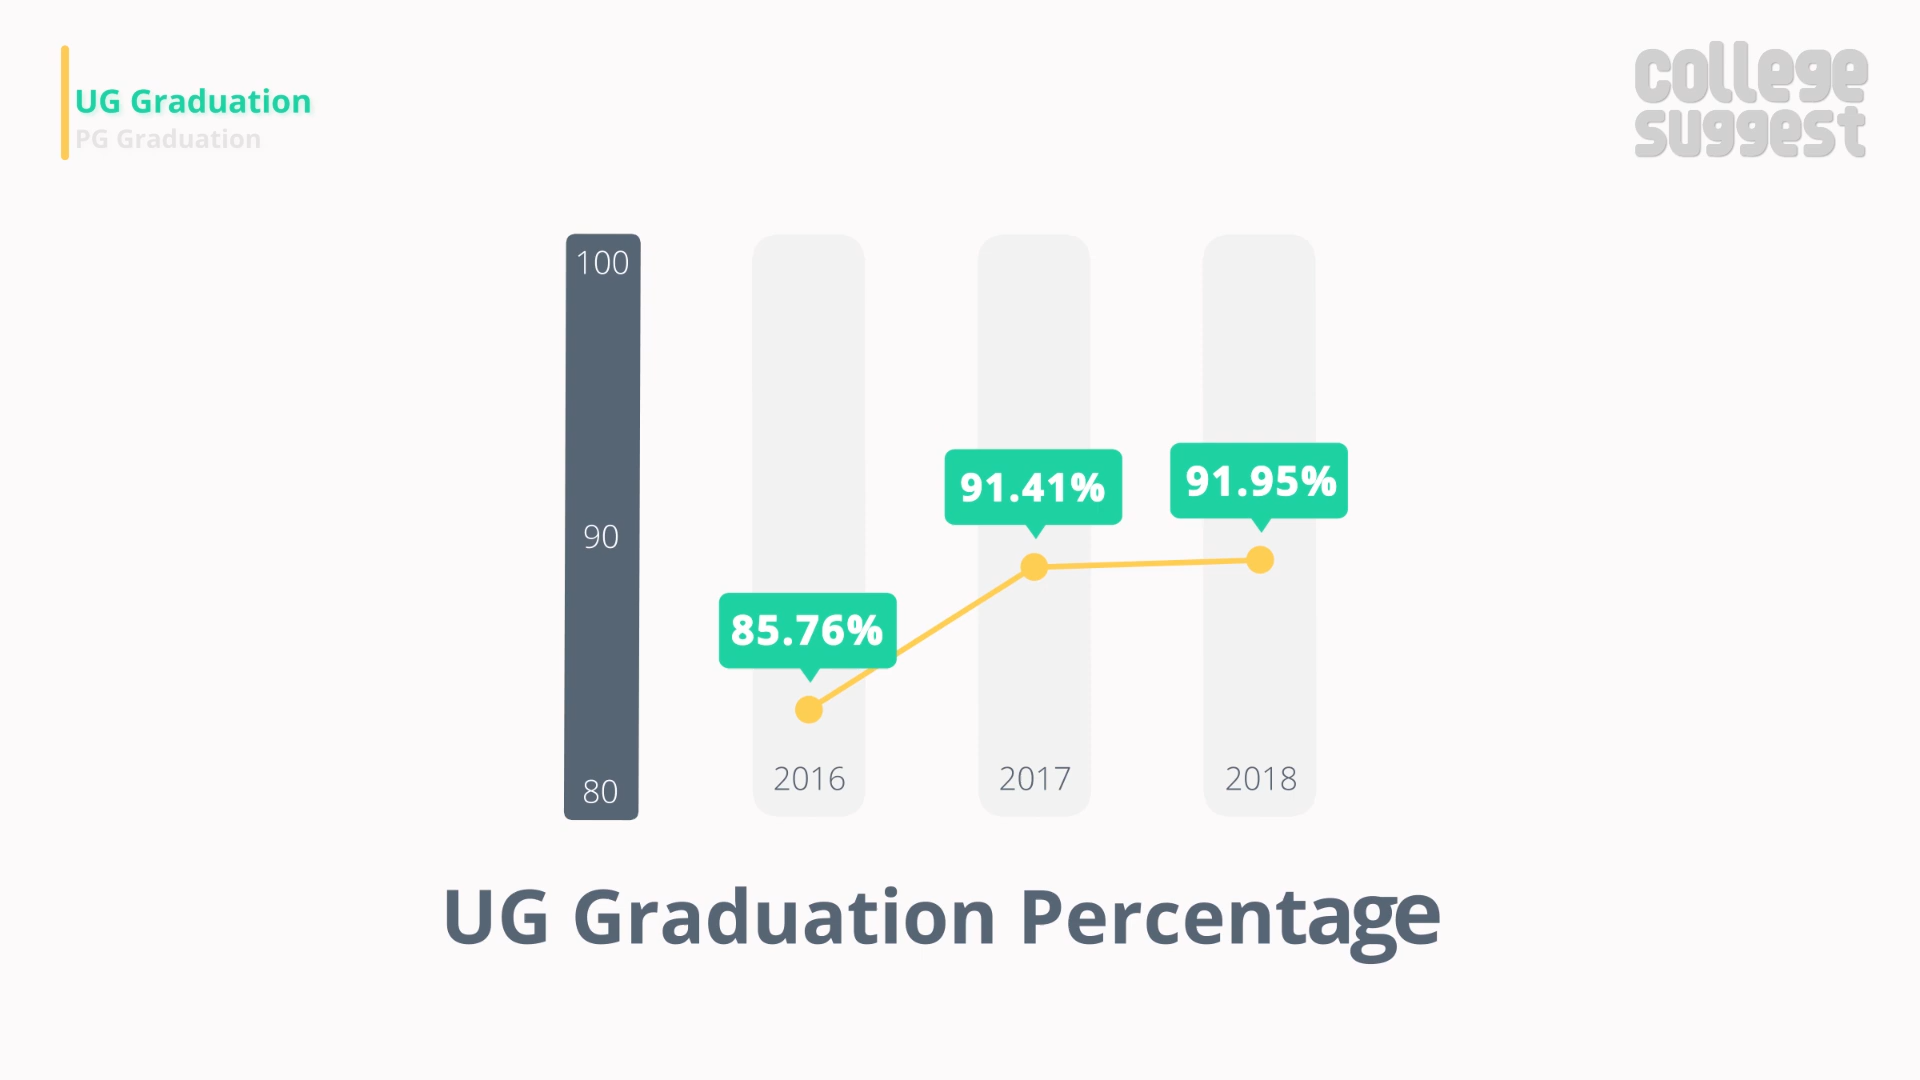 UG Graduation
PG Graduation
college
suggest
100
90
80
85.76%
91.41%
91.95%
2016
2017
2018
UG Graduation Percentage